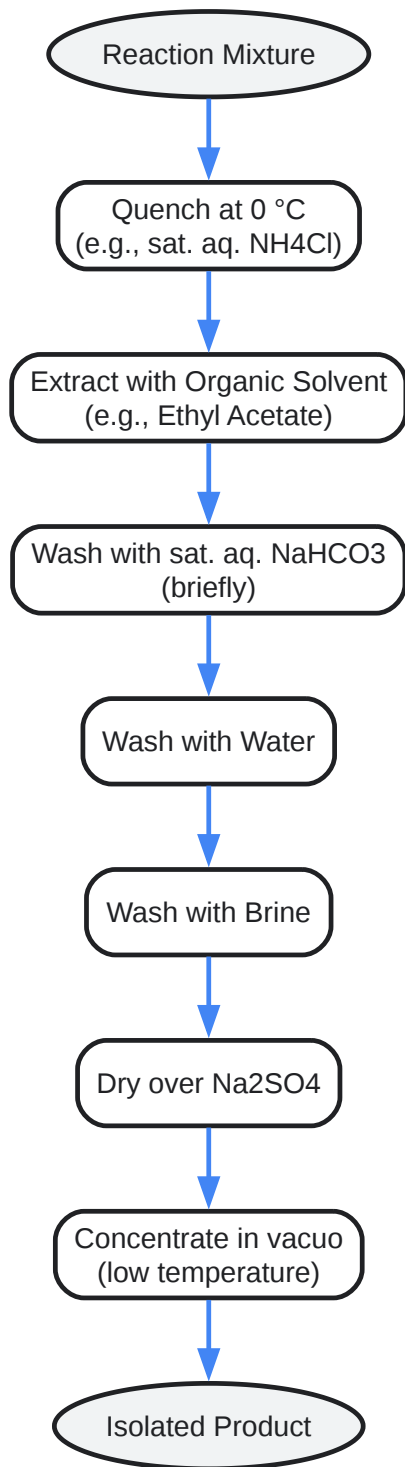 Reaction Mixture
Quench at 0 °C
(e.g., sat. aq. NH4Cl)
Extract with Organic Solvent
(e.g., Ethyl Acetate)
Wash with sat. aq. NaHCO3
(briefly)
Wash with Water
Wash with Brine
Dry over Na2SO4
Concentrate in vacuo
(low temperature)
Isolated Product